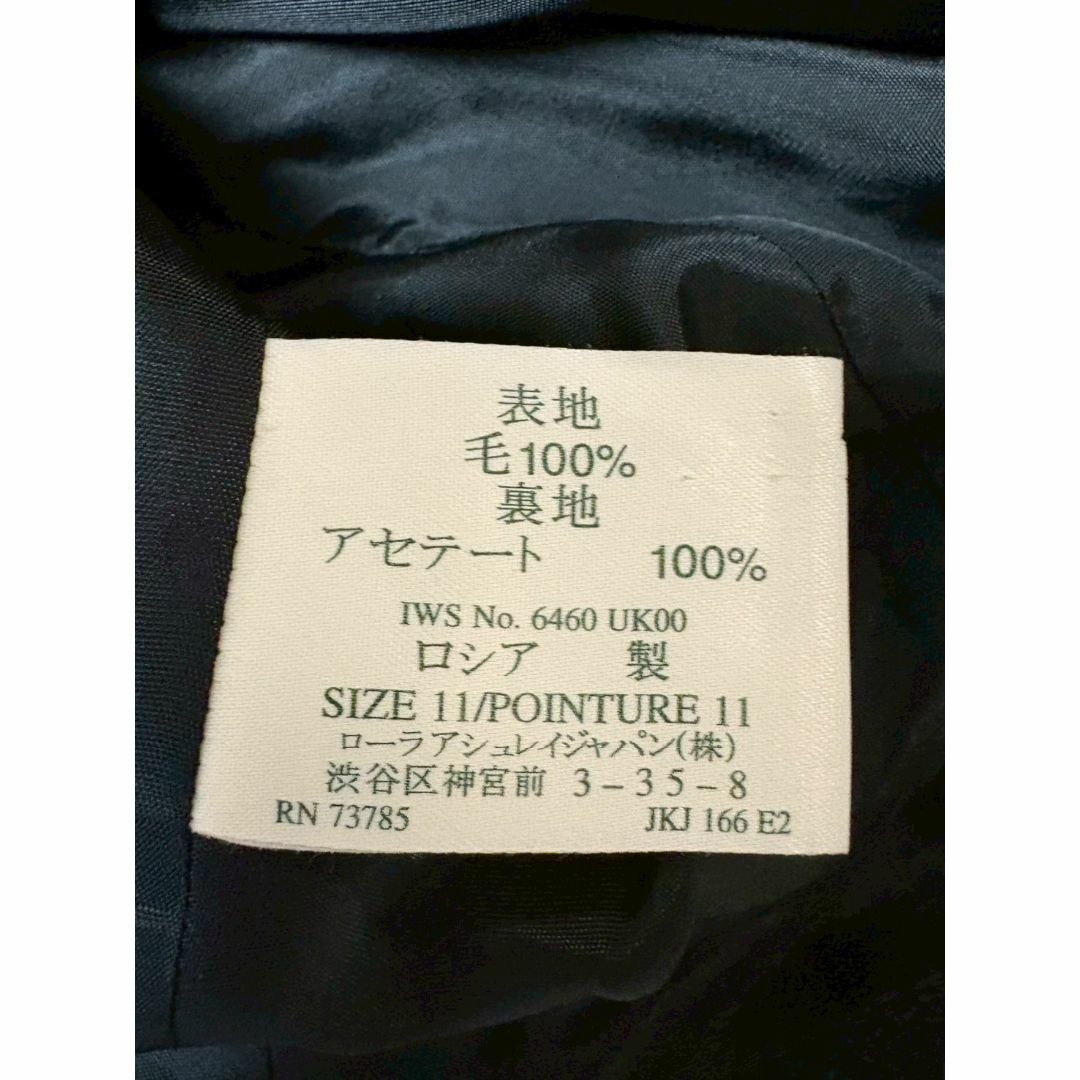 表地
毛100%
裏地
アセテート 100%
IWS No. 6460 UK00
ロシア 製
SIZE 11/POINTURE 11
ローラアシュレイジャパン(株)
渋谷区神宮前 3-35-8
RN 73785 JKJ 166 E2